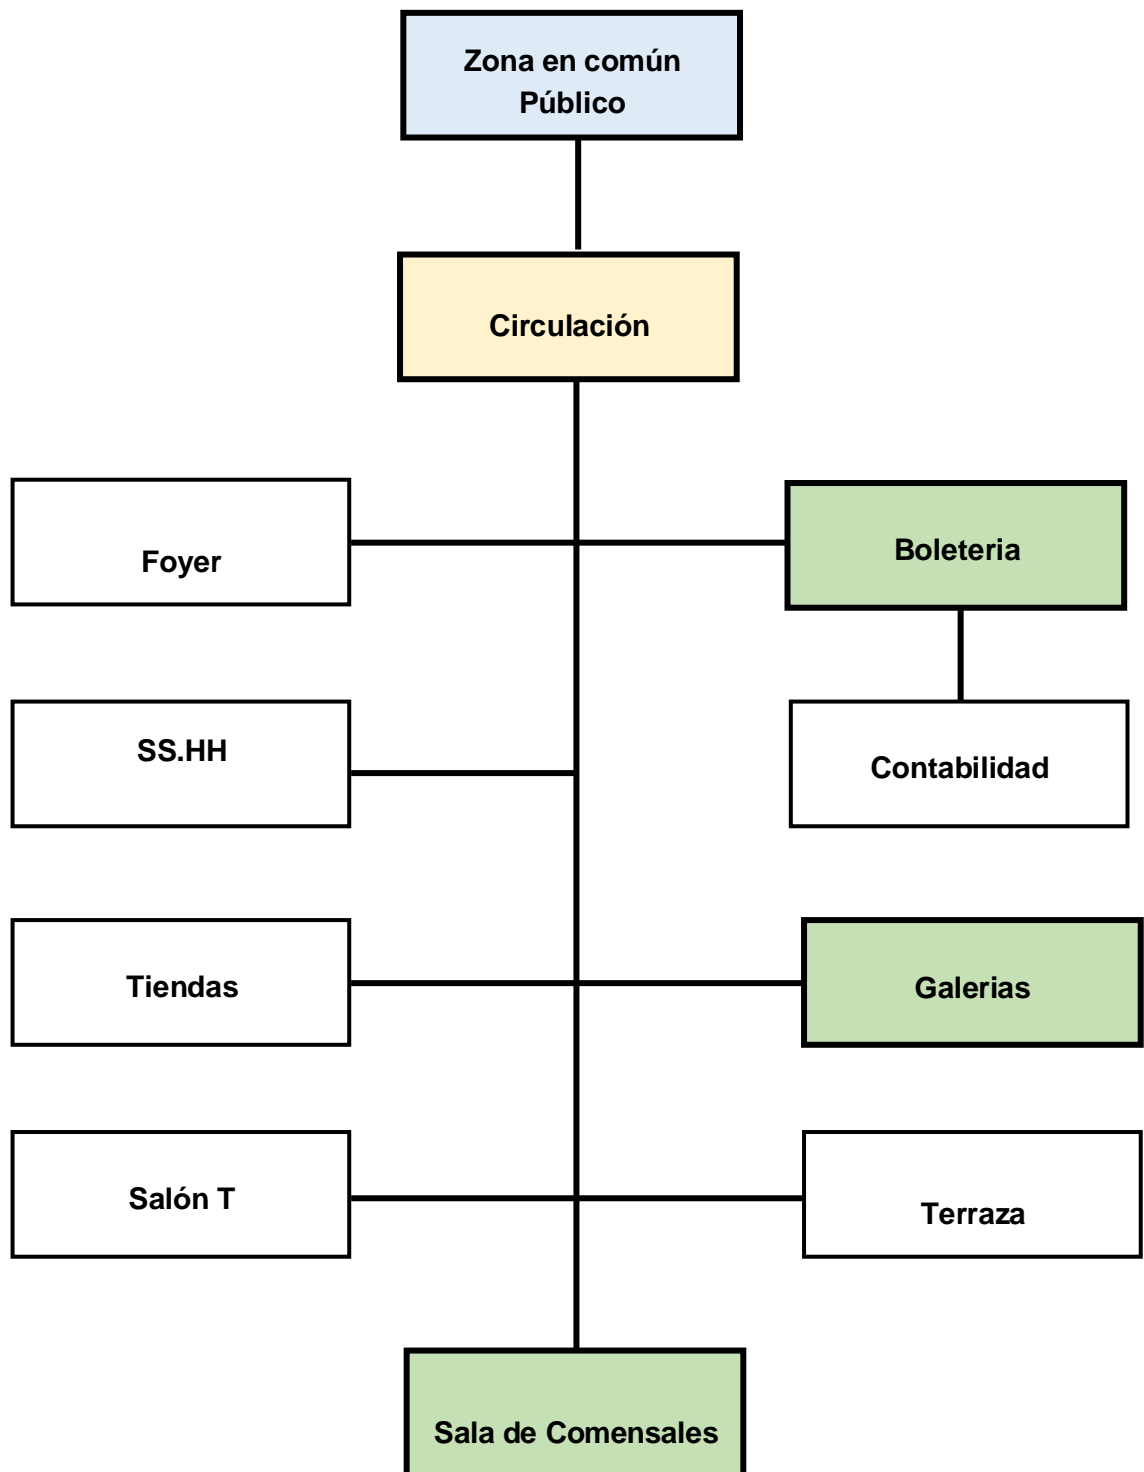 Zona en común
Público
Circulación
Foyer
Boleteria
SS.HH
Contabilidad
Tiendas
Galerias
Salón T
Terraza
Sala de Comensales